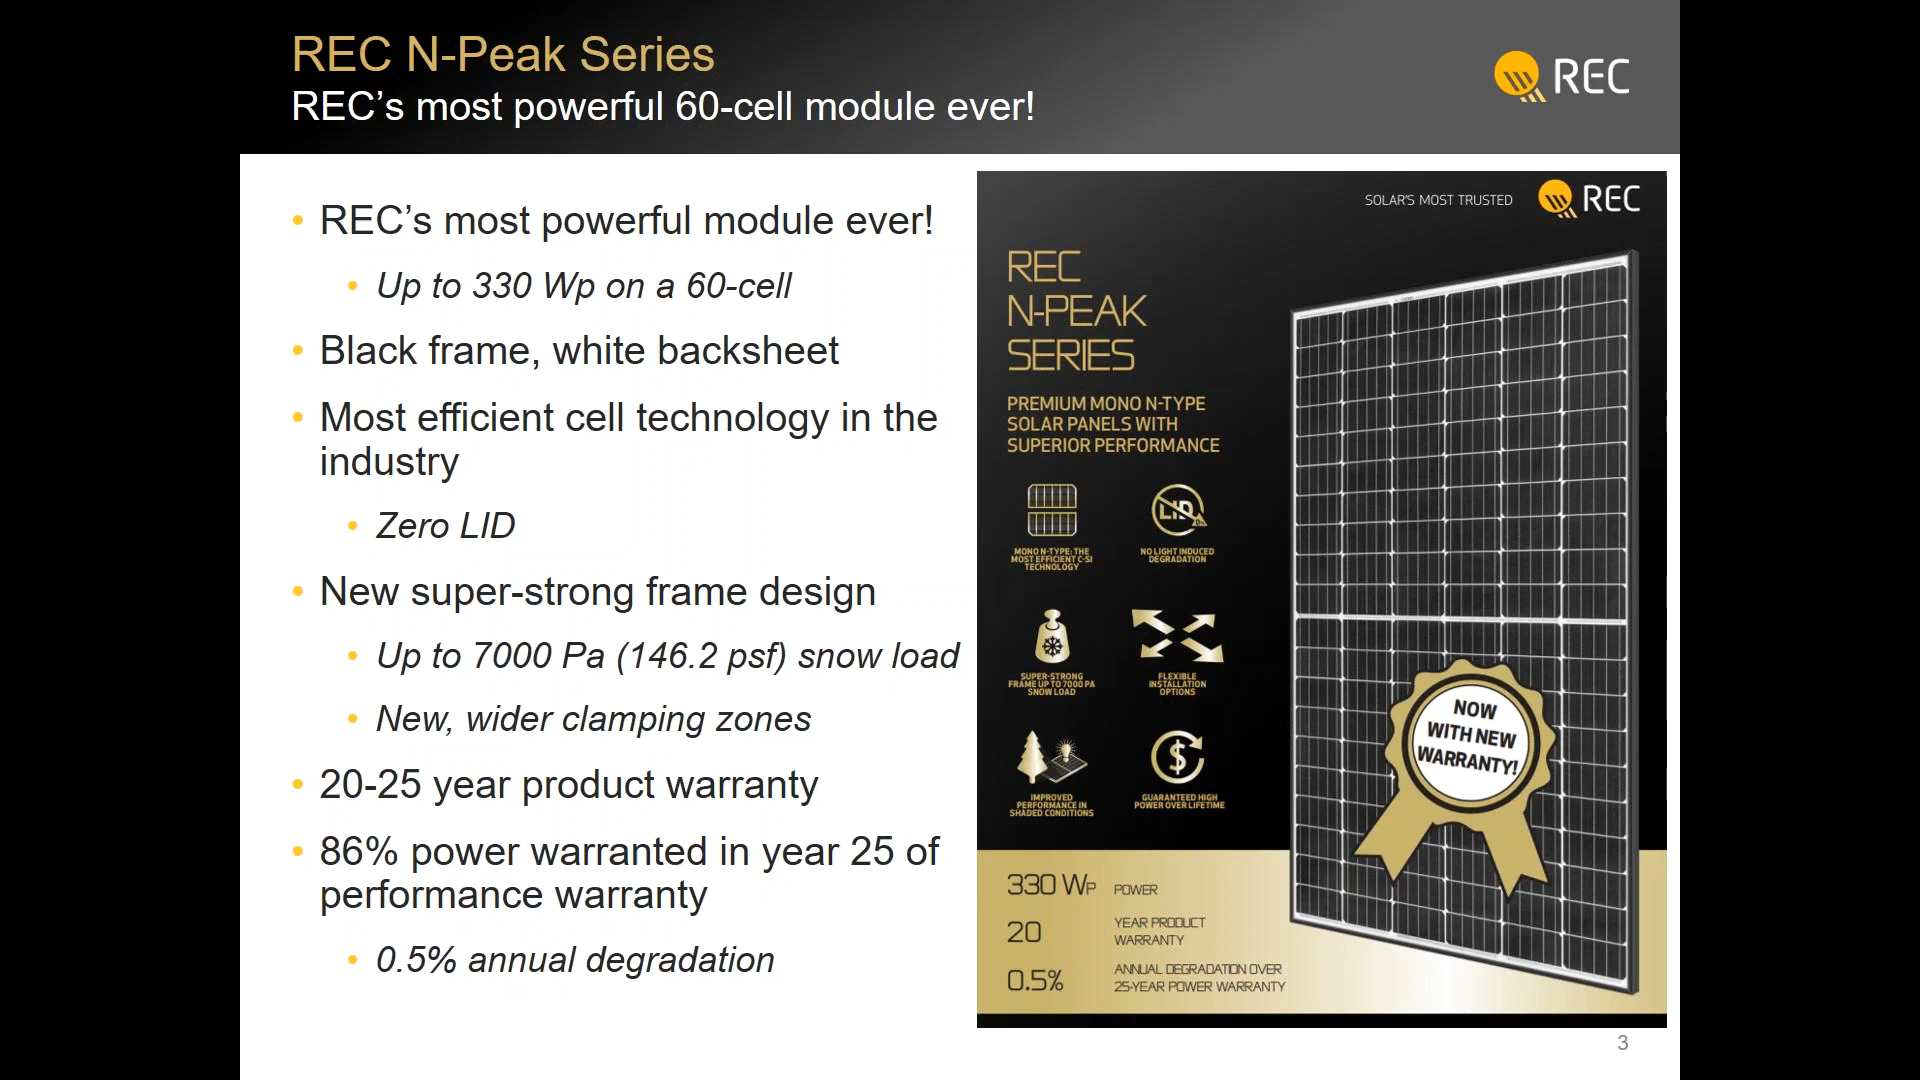 REC N-Peak Series
REC’s most powerful 60-cell module ever!
REC
REC’s most powerful module ever!
Up to 330 Wp on a 60-cell
Black frame, white backsheet
Most efficient cell technology in the
industry
Zero LID
New super-strong frame design
Up to 7000 Pa (146.2 psf) snow load
New, wider clamping zones
20-25 year product warranty
86% power warranted in year 25 of
performance warranty
0.5% annual degradation
SOLAR'S MOST TRUSTED
REC
REC
N-PEAK
SERIES
PREMIUM MONO N-TYPE
SOLAR PANELS WITH
SUPERIOR PERFORMANCE
MONO N-TYPE: THE
MOST EFFICIENT C-SI
TECHNOLOGY
LID
NO LIGHT INDUCED
DEGRADATION
SUPER-STRONG
FRAME UP TO 7000 PA
SNOW LOAD
FLEXIBLE
INSTALLATION
OPTIONS
IMPROVED
PERFORMANCE IN
SHADED CONDITIONS
$
GUARANTEED HIGH
POWER OVER LIFETIME
NOW
WITH NEW
WARRANTY!
330 WP POWER
20 YEAR PRODUCT
WARRANTY
0.5% ANNUAL DEGRADATION OVER
25-YEAR POWER WARRANTY
3